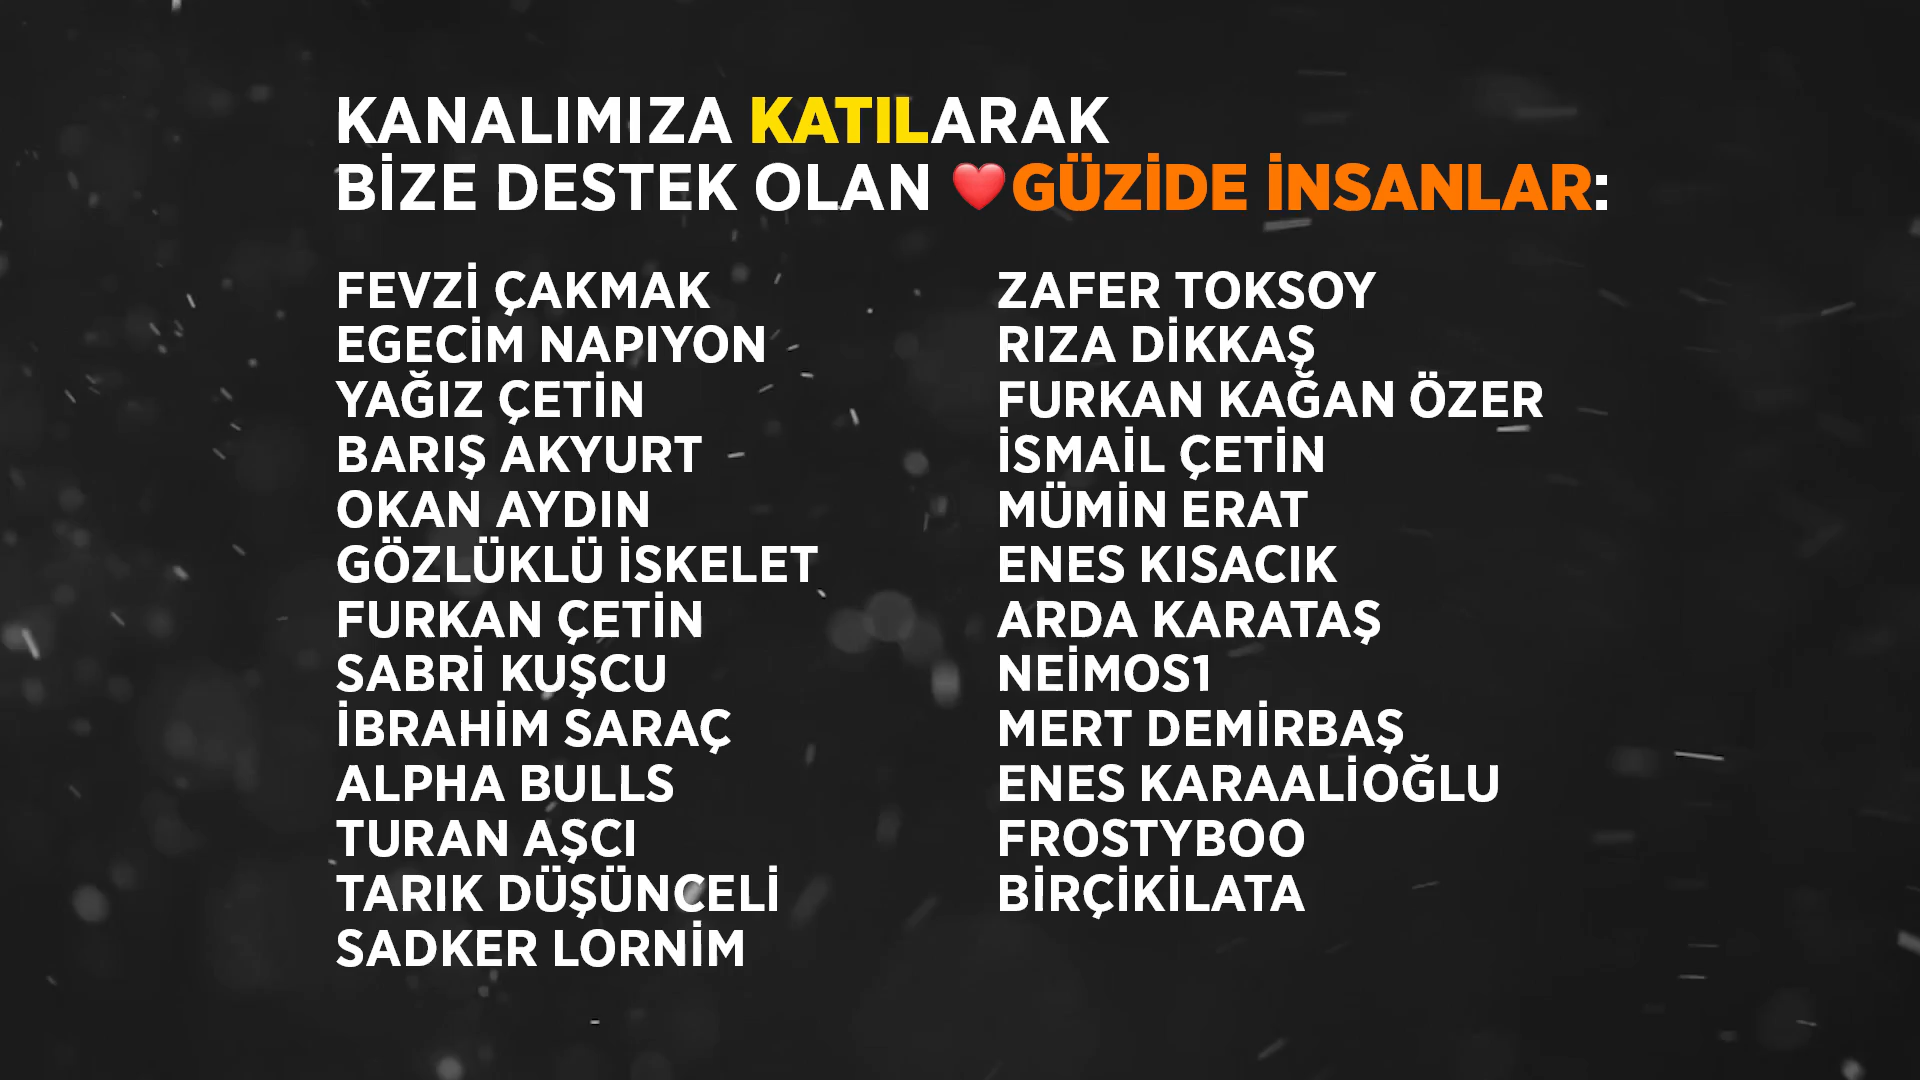 KANALIMIZA KATILARAK
BİZE DESTEK OLAN ❤️GÜZİDE İNSANLAR:
FEVZİ ÇAKMAK
EGECİM NAPIYON
YAĞIZ ÇETİN
BARIŞ AKYURT
OKAN AYDIN
GÖZLÜKLÜ İSKELET
FURKAN ÇETİN
SABRİ KUŞCU
İBRAHİM SARAÇ
ALPHA BULLS
TURAN AŞCI
TARIK DÜŞÜNCELİ
SADKER LORNİM
ZAFER TOKSOY
RIZA DİKKAŞ
FURKAN KAĞAN ÖZER
İSMAİL ÇETİN
MÜMİN ERAT
ENES KISACIK
ARDA KARATAŞ
NEİMOS1
MERT DEMİRBAŞ
ENES KARAALİOĞLU
FROSTYBOO
BİRÇİKİLATA